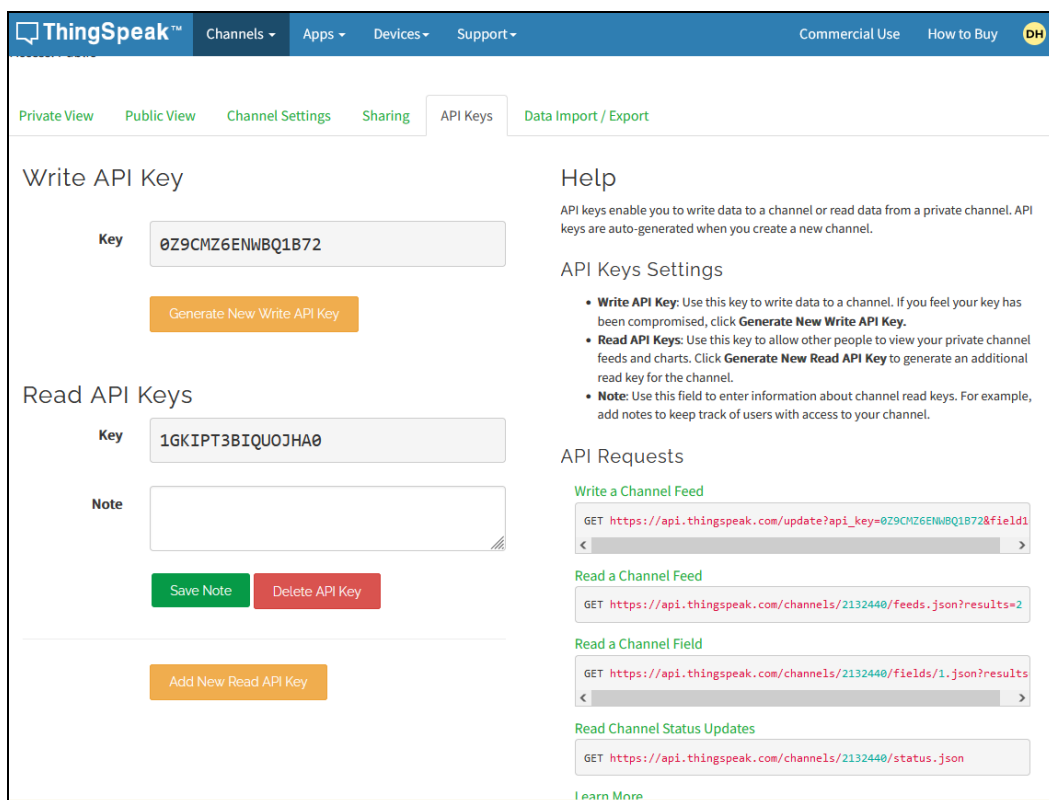 ThingSpeak™ Channels Apps Devices Support Commercial Use How to Buy DH
Private View Public View Channel Settings Sharing API Keys Data Import / Export
Write API Key
Key 0Z9CMZ6ENWBQ1B72
Generate New Write API Key
Read API Keys
Key 1GKIPT3BIQUOJHA0
Note
Save Note Delete API Key
Add New Read API Key
Help
API keys enable you to write data to a channel or read data from a private channel. API
keys are auto-generated when you create a new channel.
API Keys Settings
• Write API Key: Use this key to write data to a channel. If you feel your key has
been compromised, click Generate New Write API Key.
• Read API Keys: Use this key to allow other people to view your private channel
feeds and charts. Click Generate New Read API Key to generate an additional
read key for the channel.
• Note: Use this field to enter information about channel read keys. For example,
add notes to keep track of users with access to your channel.
API Requests
Write a Channel Feed
GET https://api.thingspeak.com/update?api_key=0Z9CMZ6ENWBQ1B72&field1
Read a Channel Feed
GET https://api.thingspeak.com/channels/2132440/feeds.json?results=2
Read a Channel Field
GET https://api.thingspeak.com/channels/2132440/fields/1.json?results
Read Channel Status Updates
GET https://api.thingspeak.com/channels/2132440/status.json
Learn More